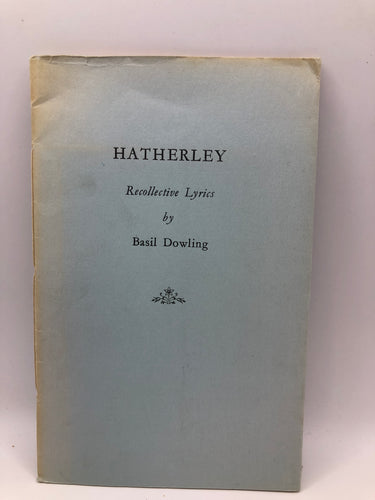 HATHERLEY
Recollective Lyrics
by
Basil Dowling